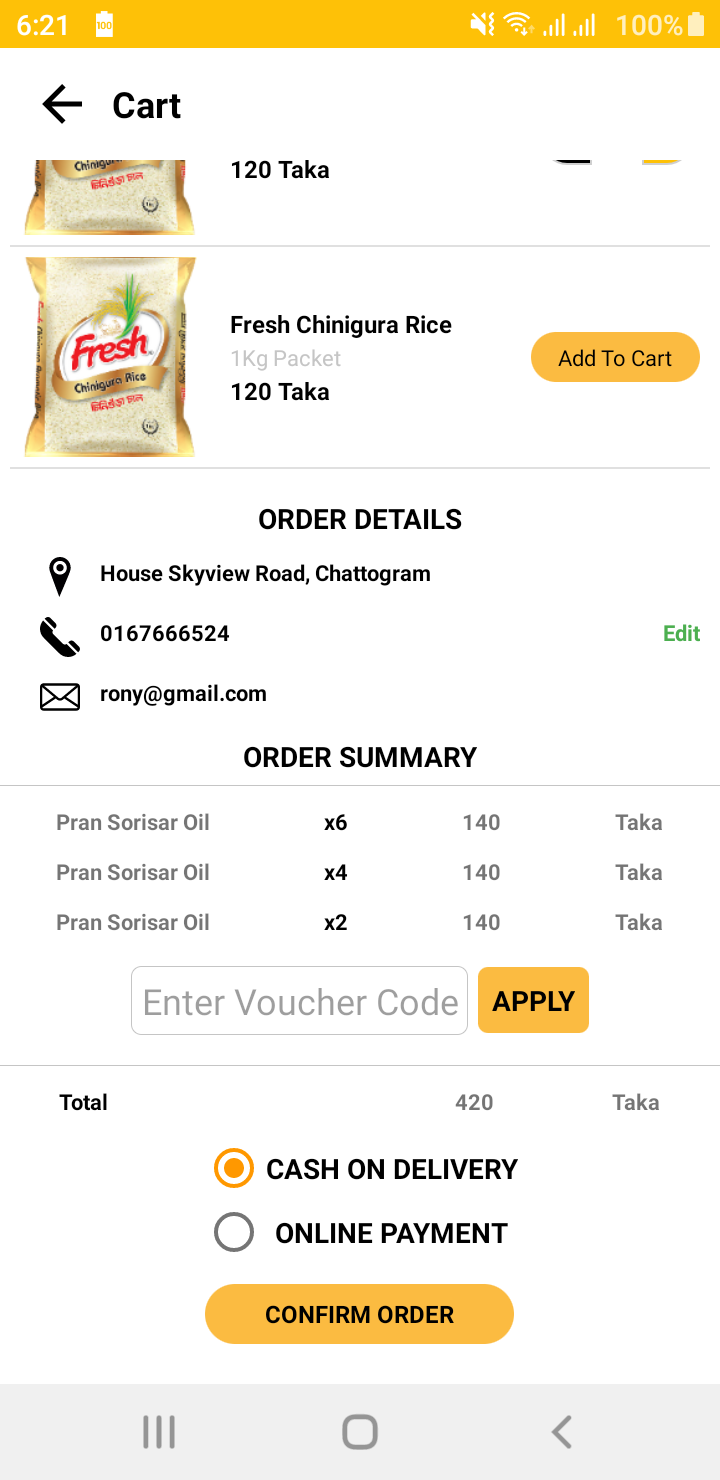 6:21 100 100%
Cart
Chinigura
চিনিগুঁড়া চাল
120 Taka
Fresh
Chinigura Rice
চিনিগুঁড়া চাল
Fresh Chinigura Rice
1Kg Packet
120 Taka
Add To Cart
ORDER DETAILS
House Skyview Road, Chattogram
0167666524
Edit
rony@gmail.com
ORDER SUMMARY
Pran Sorisar Oil x6 140 Taka
Pran Sorisar Oil x4 140 Taka
Pran Sorisar Oil x2 140 Taka
Enter Voucher Code APPLY
Total 420 Taka
CASH ON DELIVERY
ONLINE PAYMENT
CONFIRM ORDER